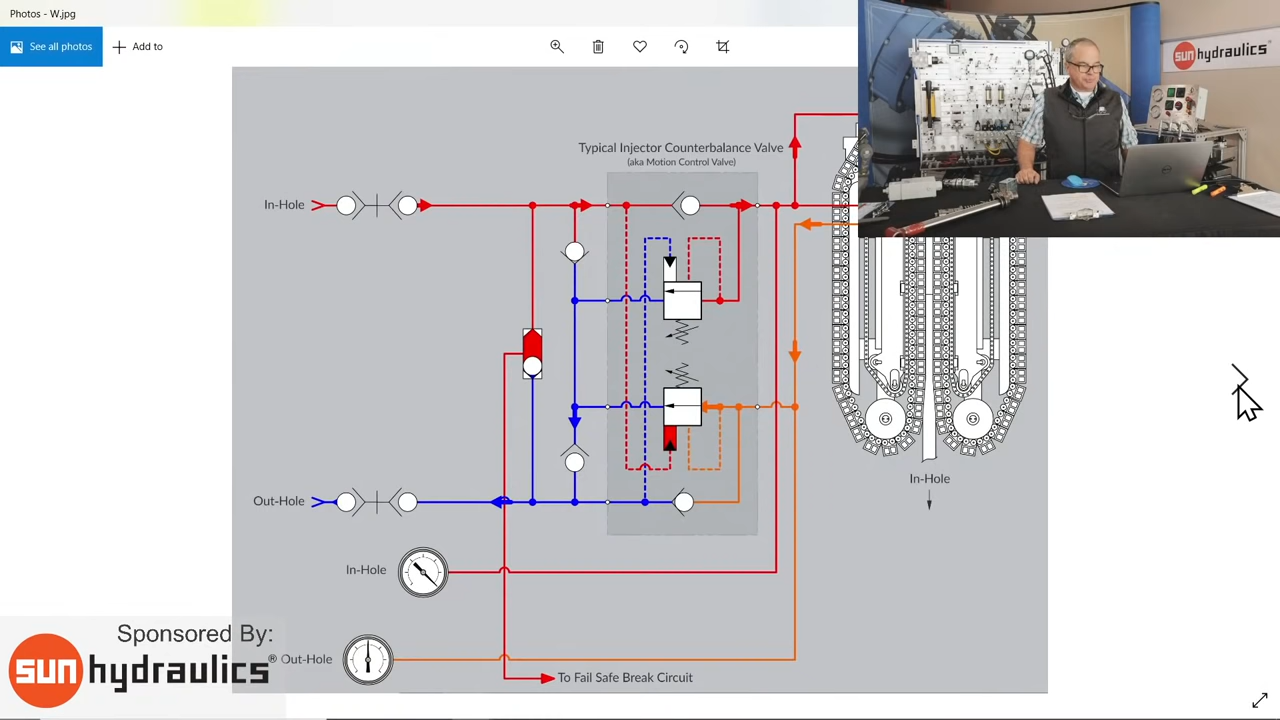 Photos - W.jpg
See all photos
Add to
sun hydraulics®
Typical Injector Counterbalance Valve
(aka Motion Control Valve)
In-Hole
In-Hole
Out-Hole
In-Hole
Sponsored By:
sun hydraulics®
Out-Hole
To Fail Safe Break Circuit